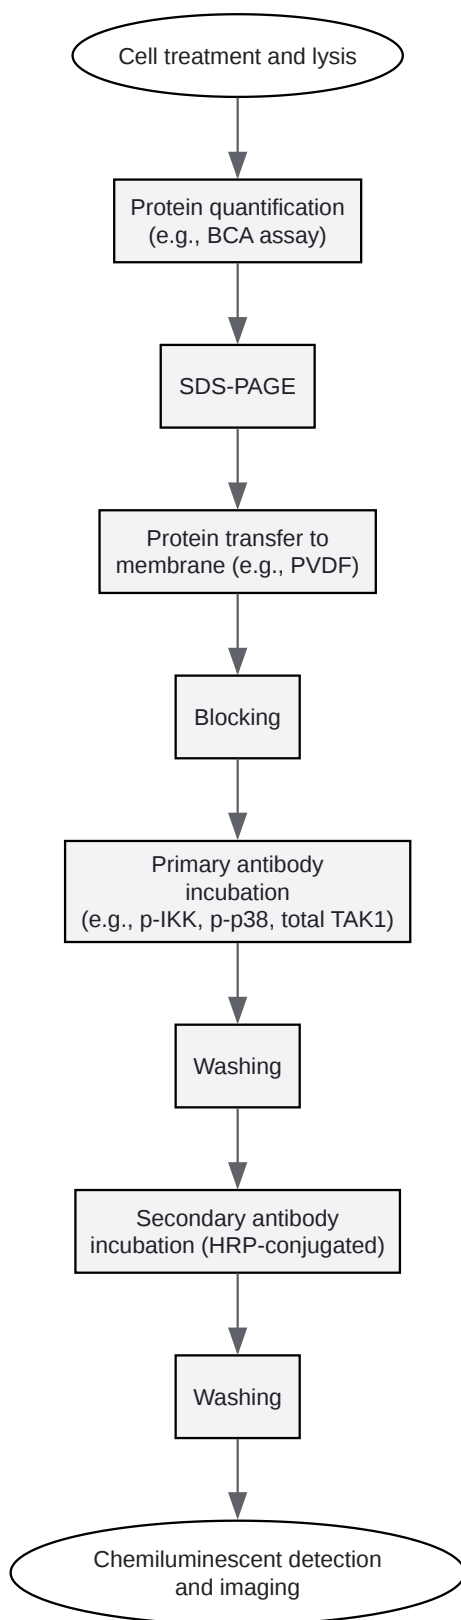 Cell treatment and lysis
Protein quantification
(e.g., BCA assay)
SDS-PAGE
Protein transfer to
membrane (e.g., PVDF)
Blocking
Primary antibody
incubation
(e.g., p-IKK, p-p38, total TAK1)
Washing
Secondary antibody
incubation (HRP-conjugated)
Washing
Chemiluminescent detection
and imaging